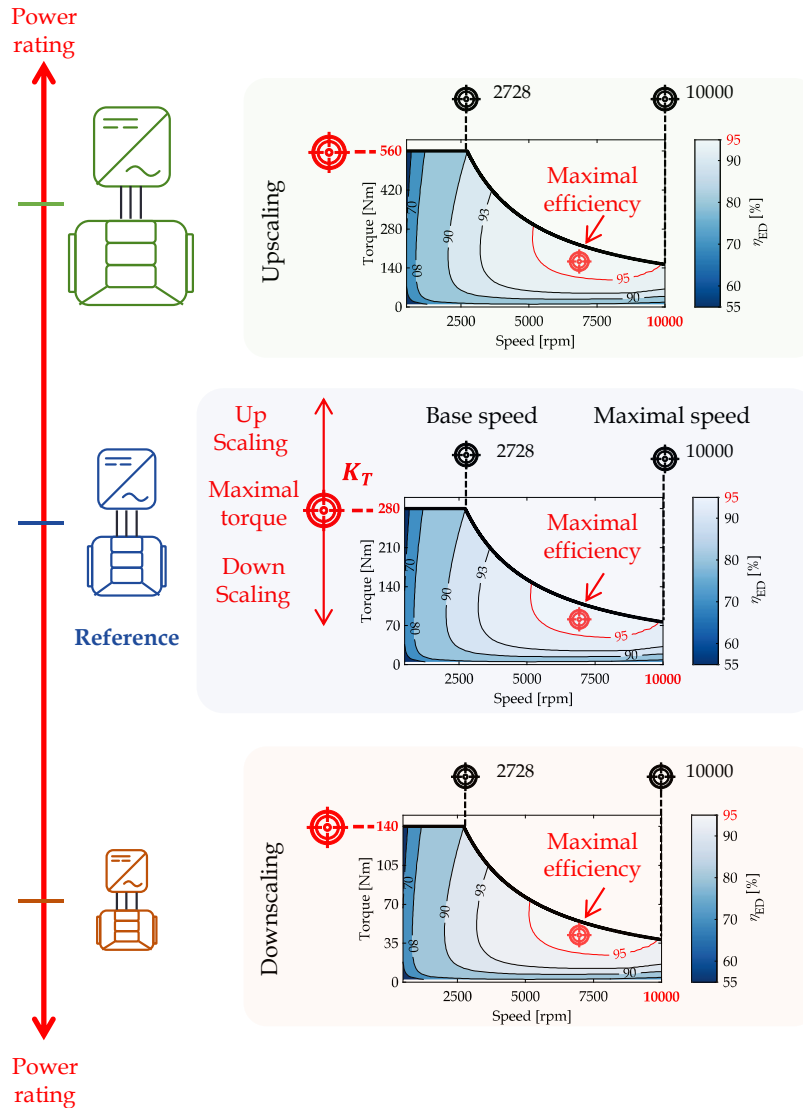 Power
rating
Upscaling
2728
10000
560
420
280
140
0
Torque [Nm]
70
80
90
93
95
90
Maximal
efficiency
2500
5000
7500
10000
Speed [rpm]
95
90
80
70
60
55
η_ED [%]
Reference
Up
Scaling
K_T
Maximal
torque
Down
Scaling
Base speed
Maximal speed
2728
10000
280
210
140
70
0
Torque [Nm]
70
80
90
93
95
90
Maximal
efficiency
2500
5000
7500
10000
Speed [rpm]
95
90
80
70
60
55
η_ED [%]
Downscaling
2728
10000
140
105
70
35
0
Torque [Nm]
70
80
90
93
95
90
Maximal
efficiency
2500
5000
7500
10000
Speed [rpm]
95
90
80
70
60
55
η_ED [%]
Power
rating